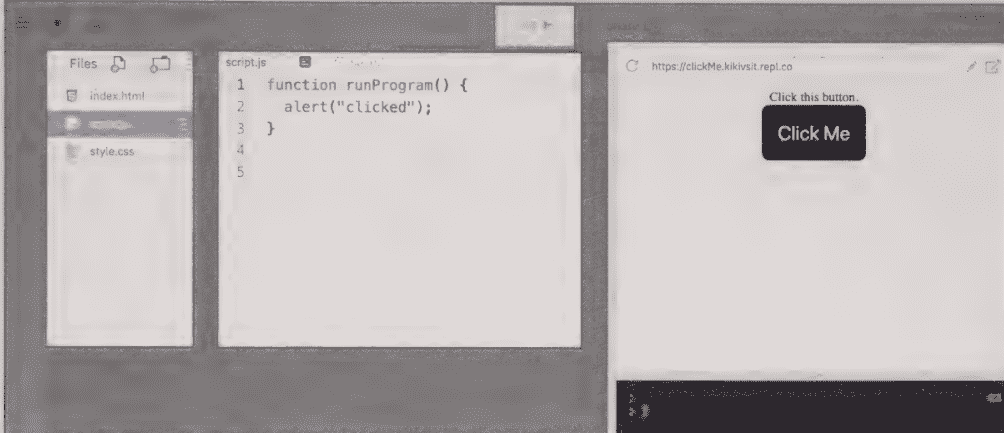 Files
index.html
style.css
script.js
1 function runProgram() {
2 alert("clicked");
3 }
4
5
https://clickMe.kikivsit.repl.co
Click this button.
Click Me